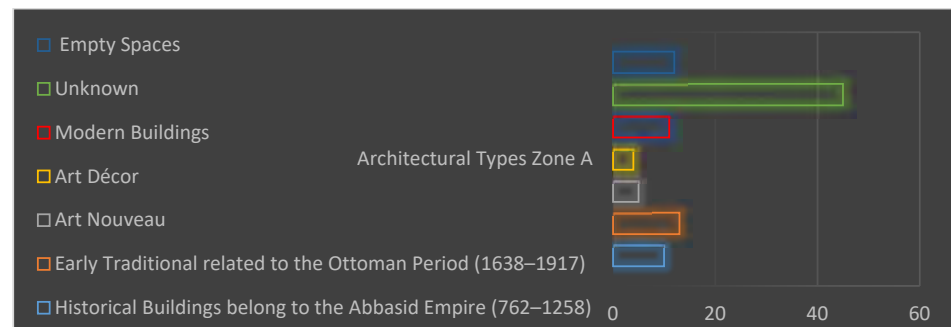 Empty Spaces
Unknown
Modern Buildings
Architectural Types Zone A
Art Décor
Art Nouveau
Early Traditional related to the Ottoman Period (1638–1917)
Historical Buildings belong to the Abbasid Empire (762–1258)
0 20 40 60